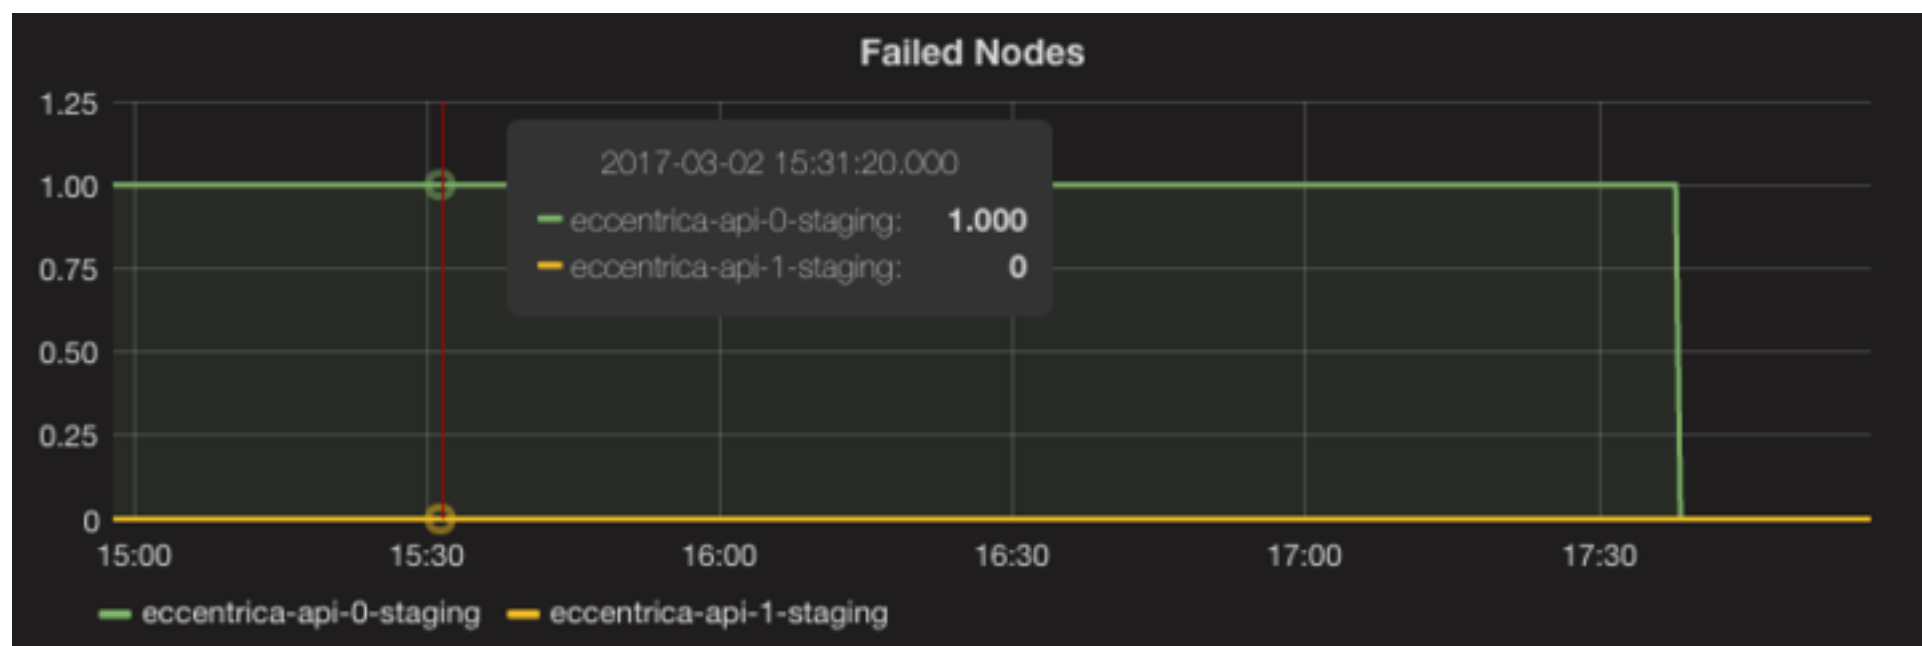 Failed Nodes
1.25
1.00
0.75
0.50
0.25
0
2017-03-02 15:31:20.000
eccentrica-api-0-staging: 1.000
eccentrica-api-1-staging: 0
15:00 15:30 16:00 16:30 17:00 17:30
eccentrica-api-0-staging eccentrica-api-1-staging